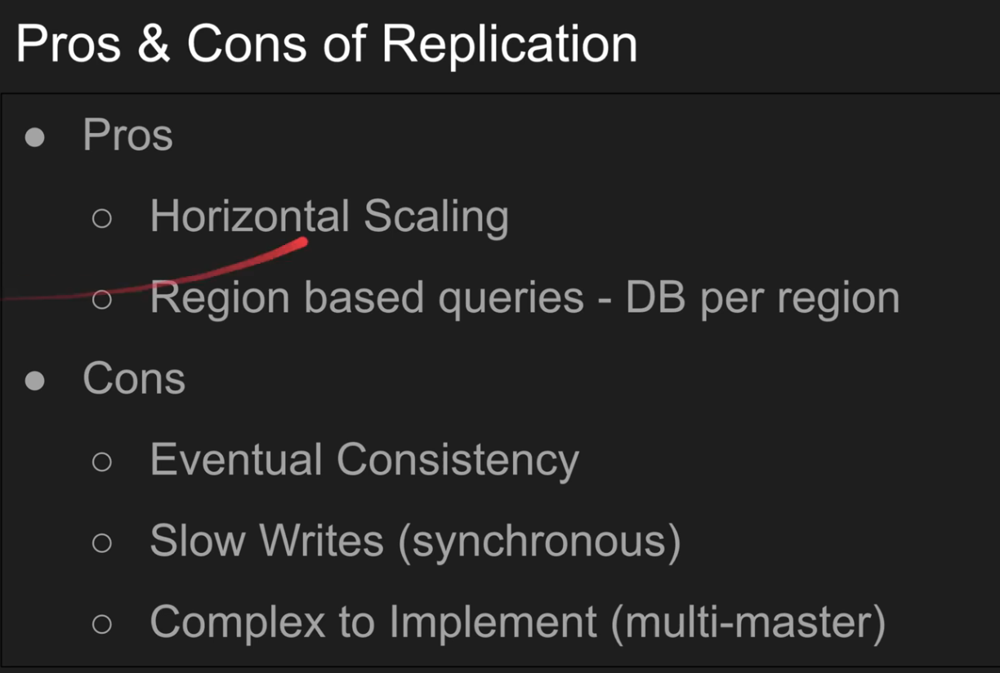 Pros & Cons of Replication
● Pros
○ Horizontal Scaling
○ Region based queries - DB per region
● Cons
○ Eventual Consistency
○ Slow Writes (synchronous)
○ Complex to Implement (multi-master)